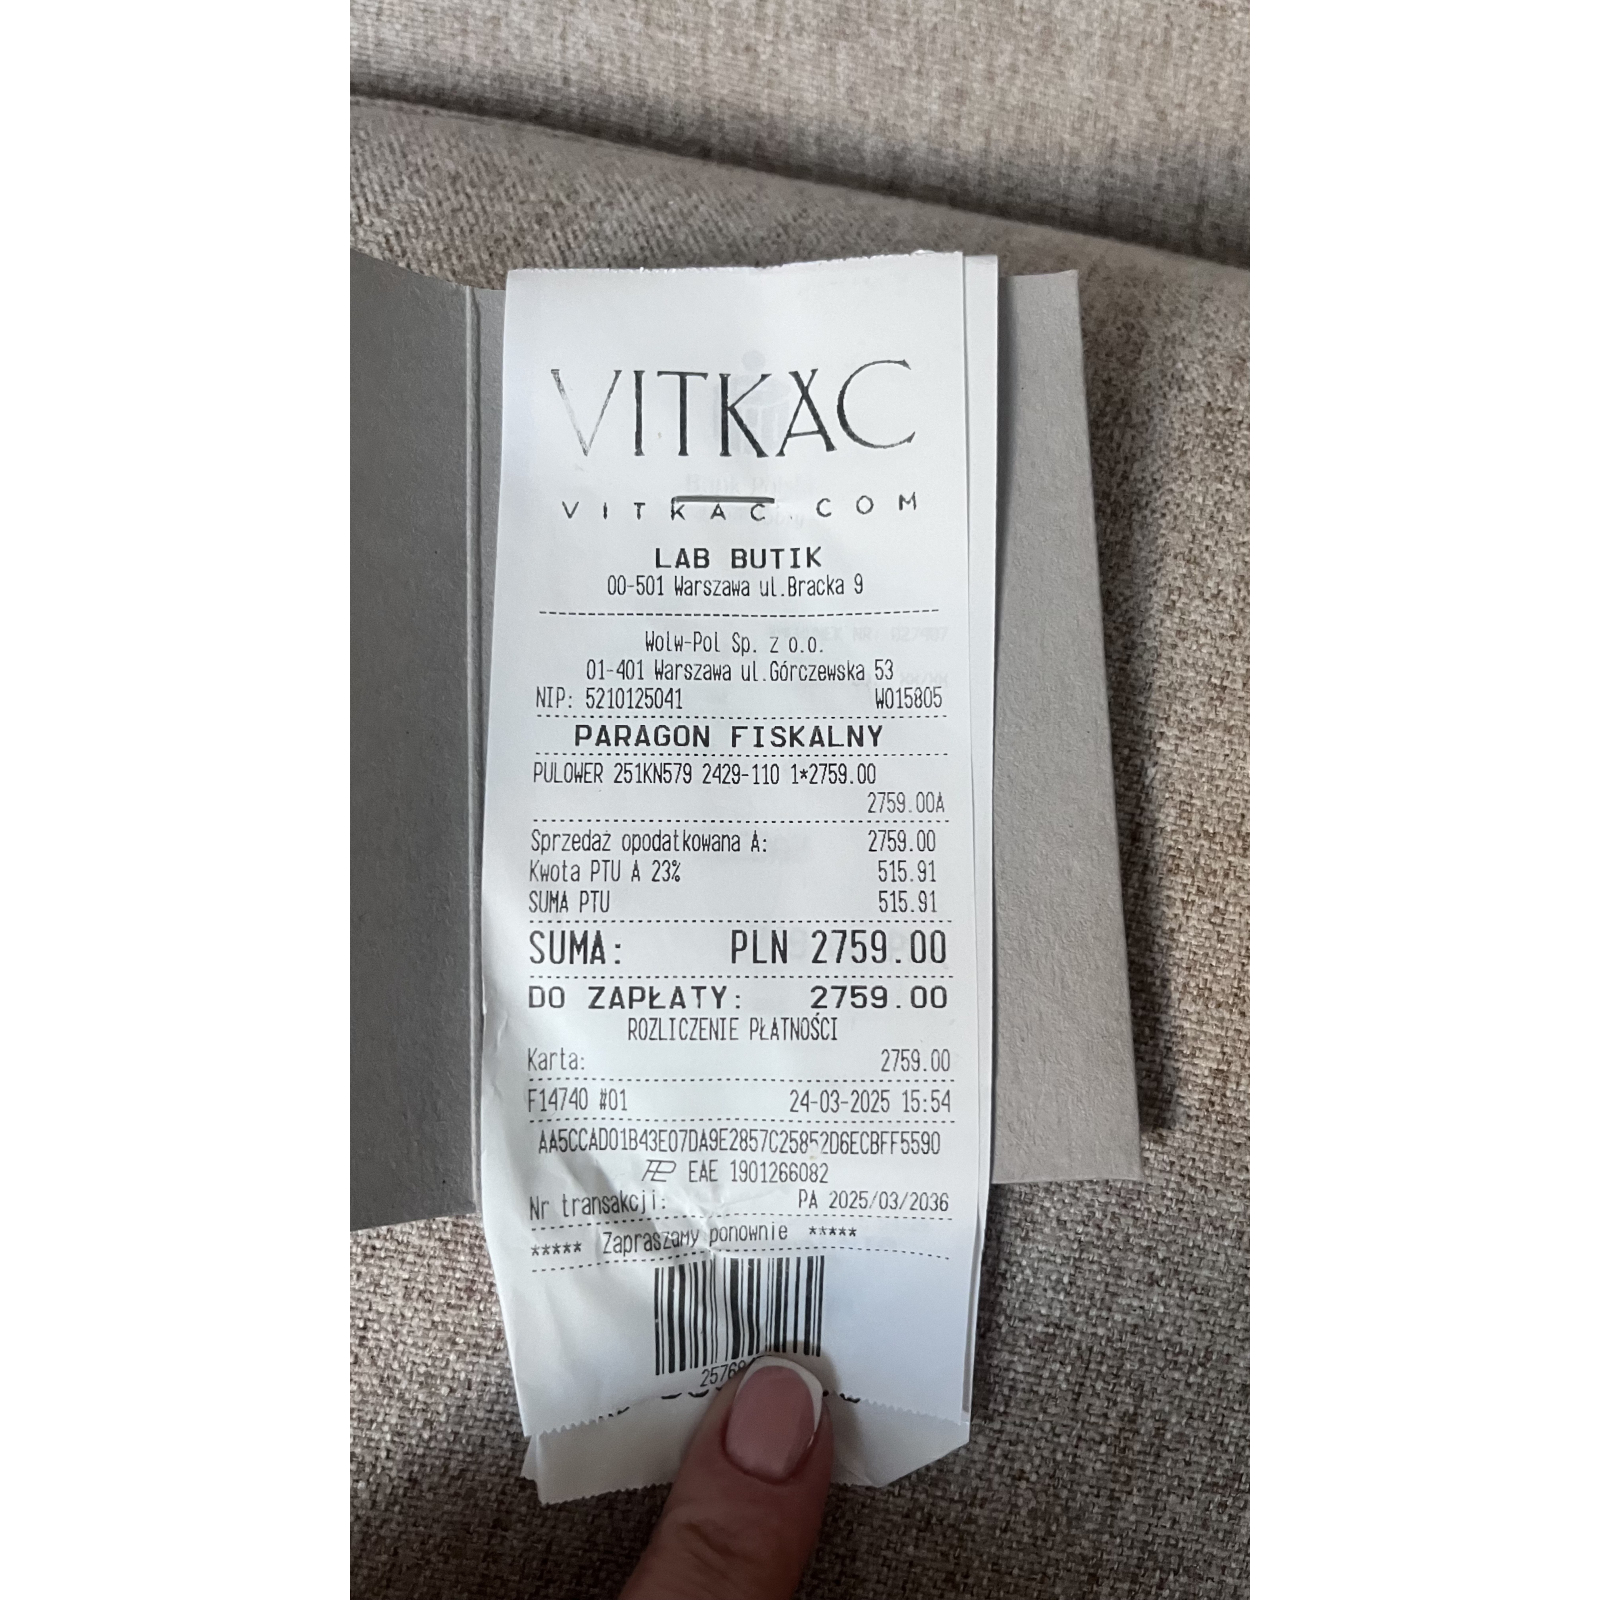 VITKAC
VITKAC.COM
LAB BUTIK
00-501 Warszawa ul.Bracka 9
Wolw-Pol Sp. z o.o.
01-401 Warszawa ul.Górczewska 53
NIP: 5210125041 W015805
PARAGON FISKALNY
PULOWER 251KN579 2429-110 1*2759.00
2759.00A
Sprzedaż opodatkowana A: 2759.00
Kwota PTU A 23% 515.91
SUMA PTU 515.91
SUMA: PLN 2759.00
DO ZAPŁATY: 2759.00
ROZLICZENIE PŁATNOŚCI
Karta: 2759.00
F14740 #01 24-03-2025 15:54
AA5CCAD01B43E07DA9E2857C25852D6ECBFF5590
EAE 1901266082
Nr transakcji: PA 2025/03/2036
***** Zapraszamy ponownie *****